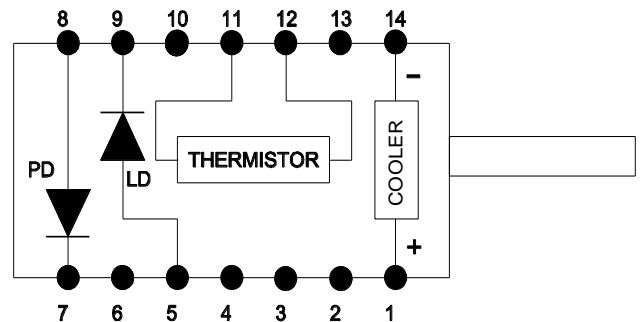 8 9 10 11 12 13 14
-
PD
LD
THERMISTOR
COOLER
+
7 6 5 4 3 2 1